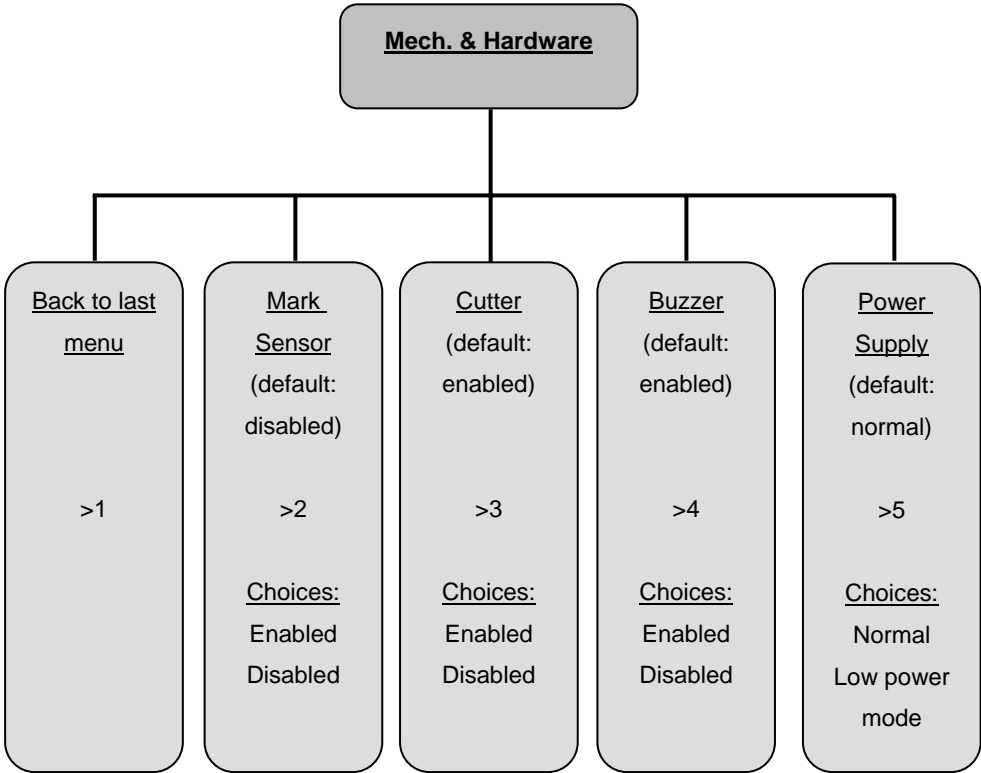 Mech. & Hardware
Back to last
menu
>1
Mark
Sensor
(default:
disabled)
>2
Choices:
Enabled
Disabled
Cutter
(default:
enabled)
>3
Choices:
Enabled
Disabled
Buzzer
(default:
enabled)
>4
Choices:
Enabled
Disabled
Power
Supply
(default:
normal)
>5
Choices:
Normal
Low power
mode